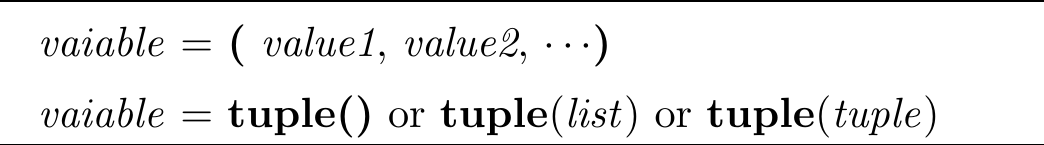 vaiable = ( value1, value2, ···)
vaiable = tuple() or tuple(list) or tuple(tuple)